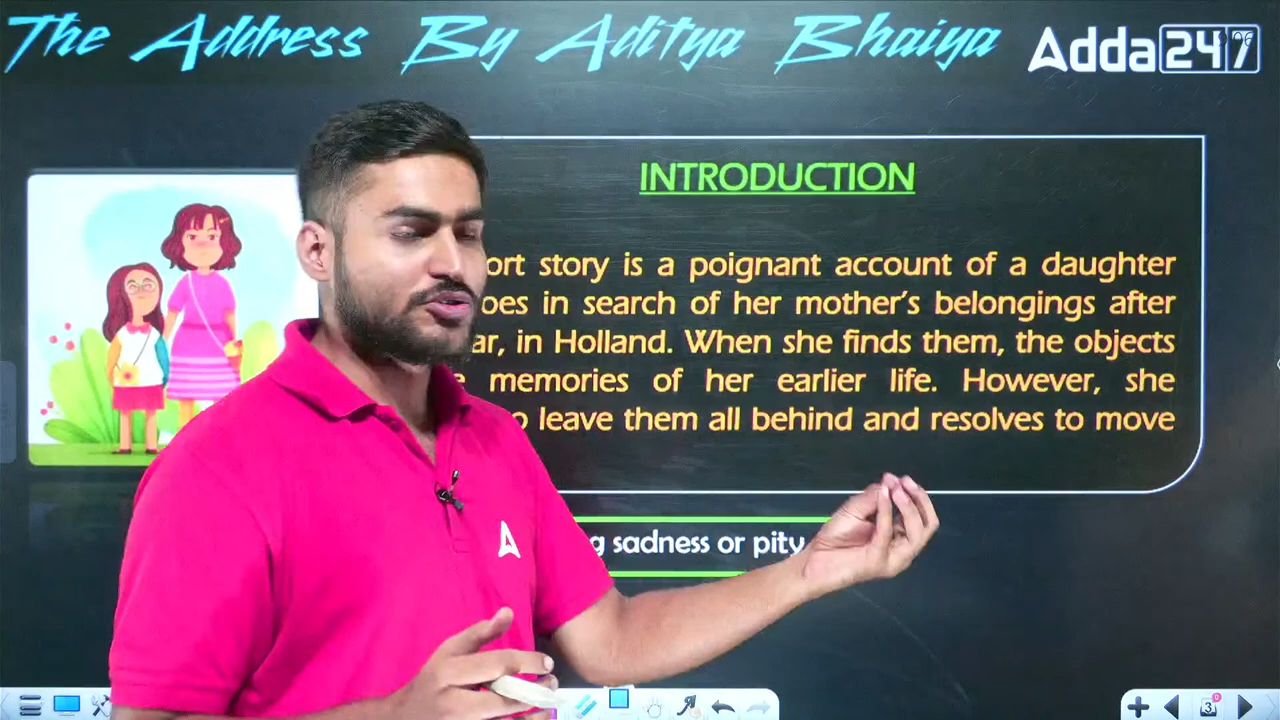 The Address By Aditya Bhaiya
Adda247
INTRODUCTION
ort story is a poignant account of a daughter
oes in search of her mother's belongings after
ar, in Holland. When she finds them, the objects
e memories of her earlier life. However, she
o leave them all behind and resolves to move
g sadness or pity
3